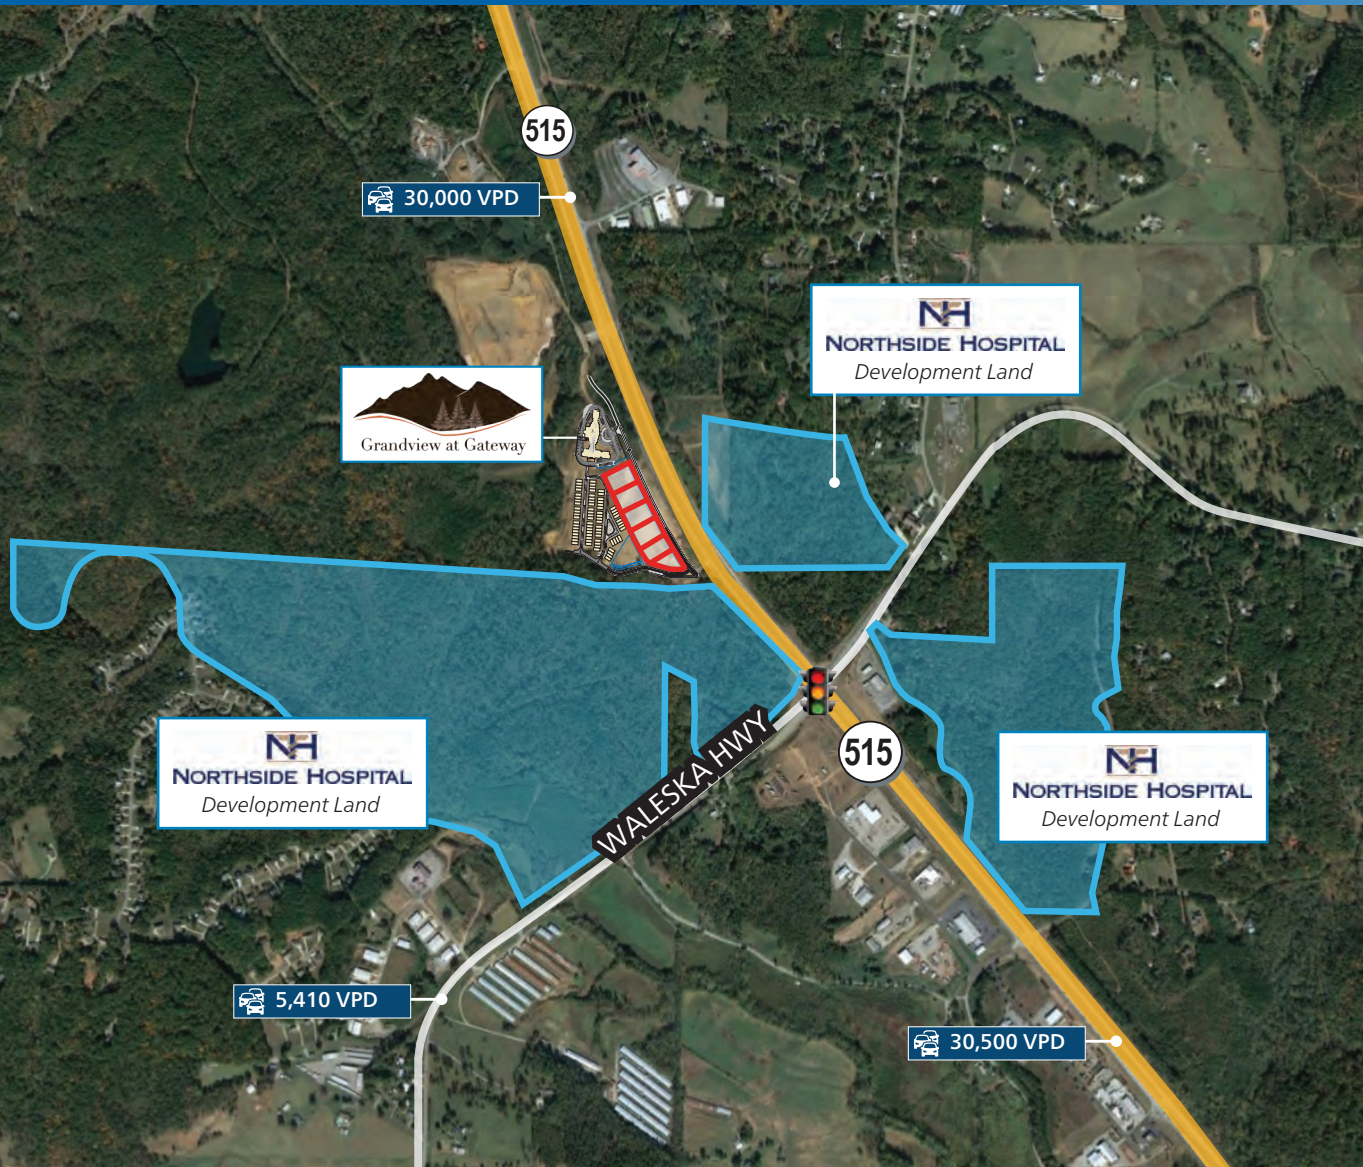 515
30,000 VPD
NH
NORTHSIDE HOSPITAL
Development Land
Grandview at Gateway
NH
NORTHSIDE HOSPITAL
Development Land
WALESKA HWY
515
NH
NORTHSIDE HOSPITAL
Development Land
5,410 VPD
30,500 VPD